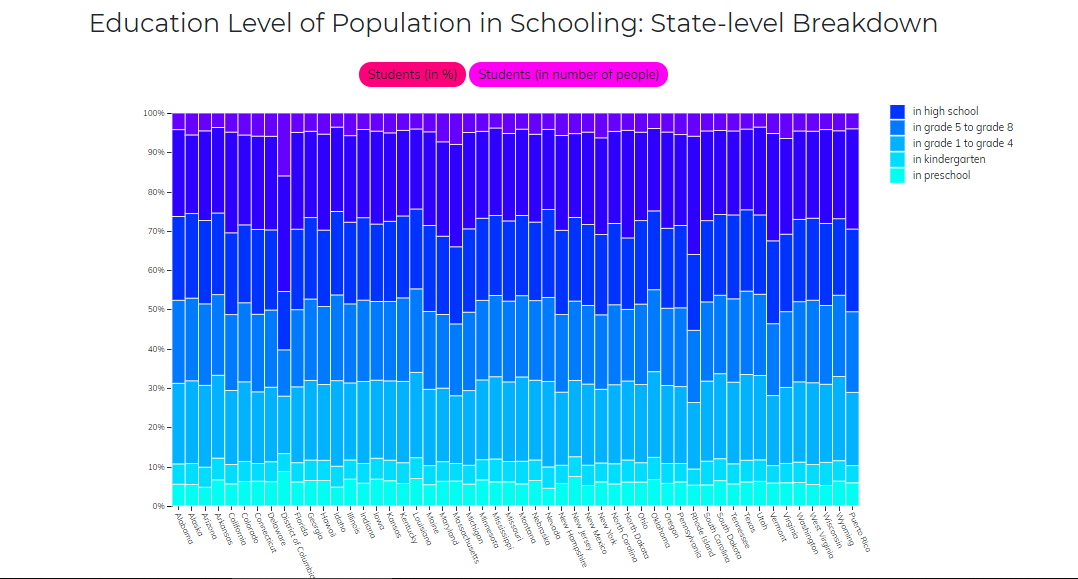 Education Level of Population in Schooling: State-level Breakdown
Students (in %) Students (in number of people)
100%
90%
80%
70%
60%
50%
40%
30%
20%
10%
0%
in high school
in grade 5 to grade 8
in grade 1 to grade 4
in kindergarten
in preschool
Alabama
Alaska
Arizona
Arkansas
California
Colorado
Connecticut
Delaware
District of Columbia
Florida
Georgia
Hawaii
Idaho
Illinois
Indiana
Iowa
Kansas
Kentucky
Louisiana
Maine
Maryland
Massachusetts
Michigan
Minnesota
Mississippi
Missouri
Montana
Nebraska
Nevada
New Hampshire
New Jersey
New Mexico
New York
North Carolina
North Dakota
Ohio
Oklahoma
Oregon
Pennsylvania
Rhode Island
South Carolina
South Dakota
Tennessee
Texas
Utah
Vermont
Virginia
Washington
West Virginia
Wisconsin
Wyoming
Puerto Rico